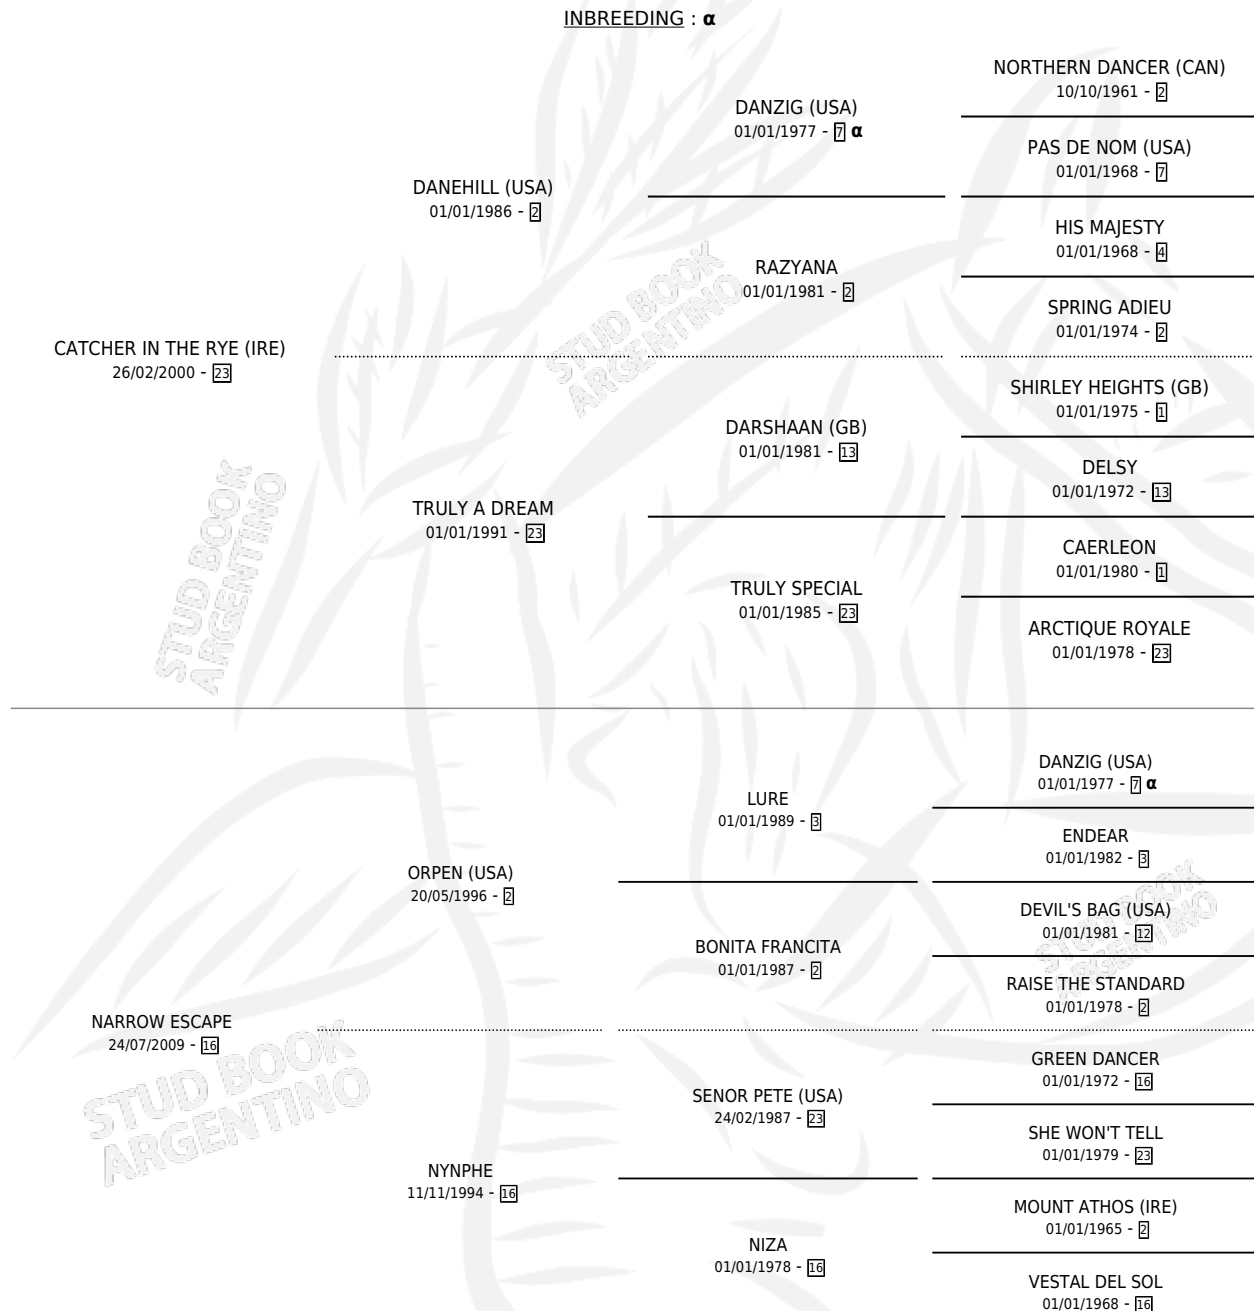 INBREEDING : α
NORTHERN DANCER (CAN)
10/10/1961 - 2
DANZIG (USA)
01/01/1977 - 7 α
PAS DE NOM (USA)
01/01/1968 - 7
DANEHILL (USA)
01/01/1986 - 2
HIS MAJESTY
01/01/1968 - 4
RAZYANA
01/01/1981 - 2
SPRING ADIEU
01/01/1974 - 2
STUD BOOK
ARGENTINO
CATCHER IN THE RYE (IRE)
26/02/2000 - 23
SHIRLEY HEIGHTS (GB)
01/01/1975 - 1
DARSHAAN (GB)
01/01/1981 - 13
DELSY
01/01/1972 - 13
TRULY A DREAM
01/01/1991 - 23
CAERLEON
01/01/1980 - 1
TRULY SPECIAL
01/01/1985 - 23
ARCTIQUE ROYALE
01/01/1978 - 23
STUD BOOK
ARGENTINO
DANZIG (USA)
01/01/1977 - 7 α
LURE
01/01/1989 - 3
ENDEAR
01/01/1982 - 3
ORPEN (USA)
20/05/1996 - 2
DEVIL'S BAG (USA)
01/01/1981 - 12
BONITA FRANCITA
01/01/1987 - 2
RAISE THE STANDARD
01/01/1978 - 2
STUD BOOK
ARGENTINO
NARROW ESCAPE
24/07/2009 - 16
GREEN DANCER
01/01/1972 - 16
SENOR PETE (USA)
24/02/1987 - 23
SHE WON'T TELL
01/01/1979 - 23
STUD BOOK
ARGENTINO
NYNPHE
11/11/1994 - 16
MOUNT ATHOS (IRE)
01/01/1965 - 2
NIZA
01/01/1978 - 16
VESTAL DEL SOL
01/01/1968 - 16